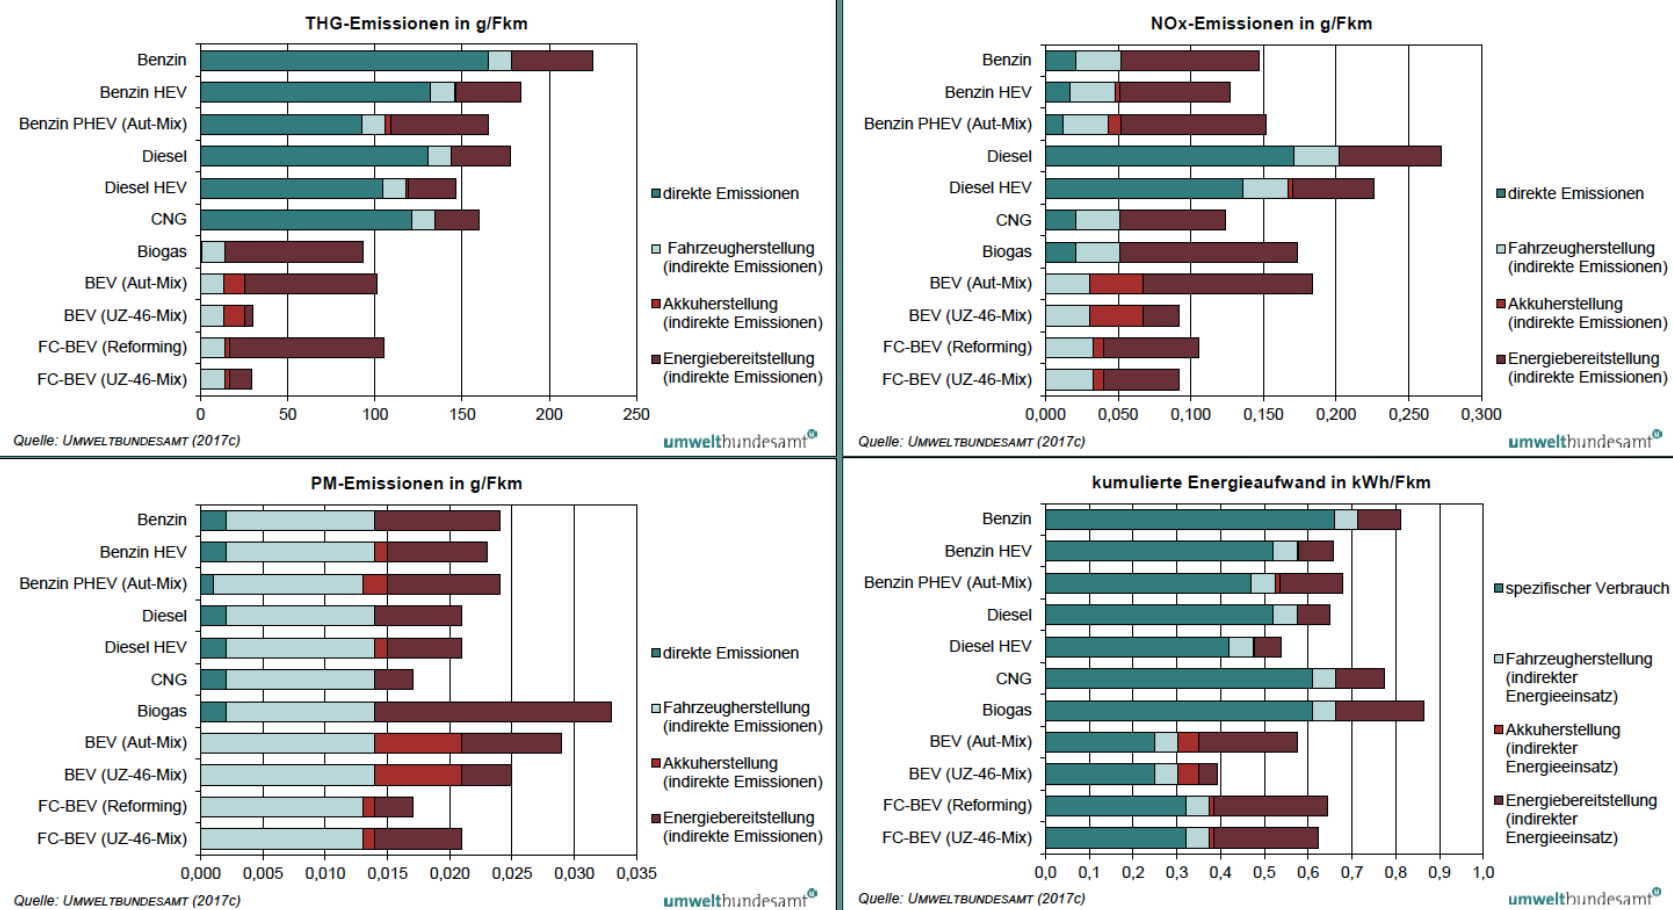 THG-Emissionen in g/Fkm
Benzin
Benzin HEV
Benzin PHEV (Aut-Mix)
Diesel
Diesel HEV
CNG
Biogas
BEV (Aut-Mix)
BEV (UZ-46-Mix)
FC-BEV (Reforming)
FC-BEV (UZ-46-Mix)
0 50 100 150 200 250
direkte Emissionen
Fahrzeugherstellung
(indirekte Emissionen)
Akkuherstellung
(indirekte Emissionen)
Energiebereitstellung
(indirekte Emissionen)
Quelle: UMWELTBUNDESAMT (2017c)
umweltbundesamt
NOx-Emissionen in g/Fkm
Benzin
Benzin HEV
Benzin PHEV (Aut-Mix)
Diesel
Diesel HEV
CNG
Biogas
BEV (Aut-Mix)
BEV (UZ-46-Mix)
FC-BEV (Reforming)
FC-BEV (UZ-46-Mix)
0,000 0,050 0,100 0,150 0,200 0,250 0,300
direkte Emissionen
Fahrzeugherstellung
(indirekte Emissionen)
Akkuherstellung
(indirekte Emissionen)
Energiebereitstellung
(indirekte Emissionen)
Quelle: UMWELTBUNDESAMT (2017c)
umweltbundesamt
PM-Emissionen in g/Fkm
Benzin
Benzin HEV
Benzin PHEV (Aut-Mix)
Diesel
Diesel HEV
CNG
Biogas
BEV (Aut-Mix)
BEV (UZ-46-Mix)
FC-BEV (Reforming)
FC-BEV (UZ-46-Mix)
0,000 0,005 0,010 0,015 0,020 0,025 0,030 0,035
direkte Emissionen
Fahrzeugherstellung
(indirekte Emissionen)
Akkuherstellung
(indirekte Emissionen)
Energiebereitstellung
(indirekte Emissionen)
Quelle: UMWELTBUNDESAMT (2017c)
umweltbundesamt
kumulierte Energieaufwand in kWh/Fkm
Benzin
Benzin HEV
Benzin PHEV (Aut-Mix)
Diesel
Diesel HEV
CNG
Biogas
BEV (Aut-Mix)
BEV (UZ-46-Mix)
FC-BEV (Reforming)
FC-BEV (UZ-46-Mix)
0,0 0,1 0,2 0,3 0,4 0,5 0,6 0,7 0,8 0,9 1,0
spezifischer Verbrauch
Fahrzeugherstellung
(indirekter
Energieeinsatz)
Akkuherstellung
(indirekter
Energieeinsatz)
Energiebereitstellung
(indirekter
Energieeinsatz)
Quelle: UMWELTBUNDESAMT (2017c)
umweltbundesamt